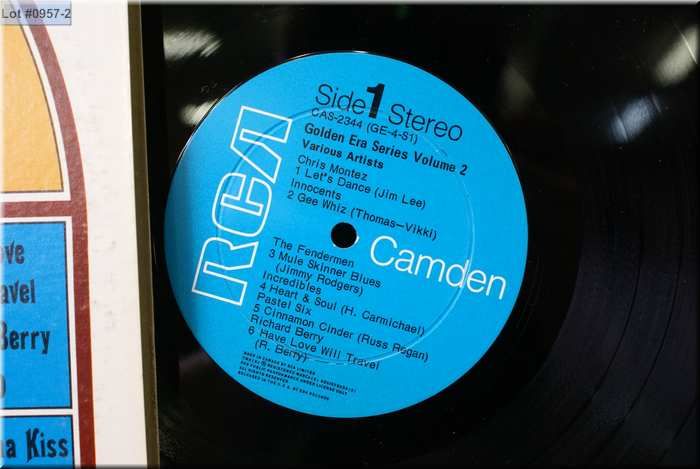 Lot #0957-2
ve
avel
Berry
a Kiss
RCA
Side 1 Stereo
CAS-2344 (GE-4-S1)
Golden Era Series Volume 2
Various Artists
Chris Montez
1 Let's Dance (Jim Lee)
Innocents
2 Gee Whiz (Thomas—Vikki)
Camden
The Fendermen
3 Mule Skinner Blues
(Jimmy Rodgers)
Incredibles
4 Heart & Soul (H. Carmichael)
Pastel Six
5 Cinnamon Cinder (Russ Regan)
Richard Berry
6 Have Love Will Travel
(R. Berry)